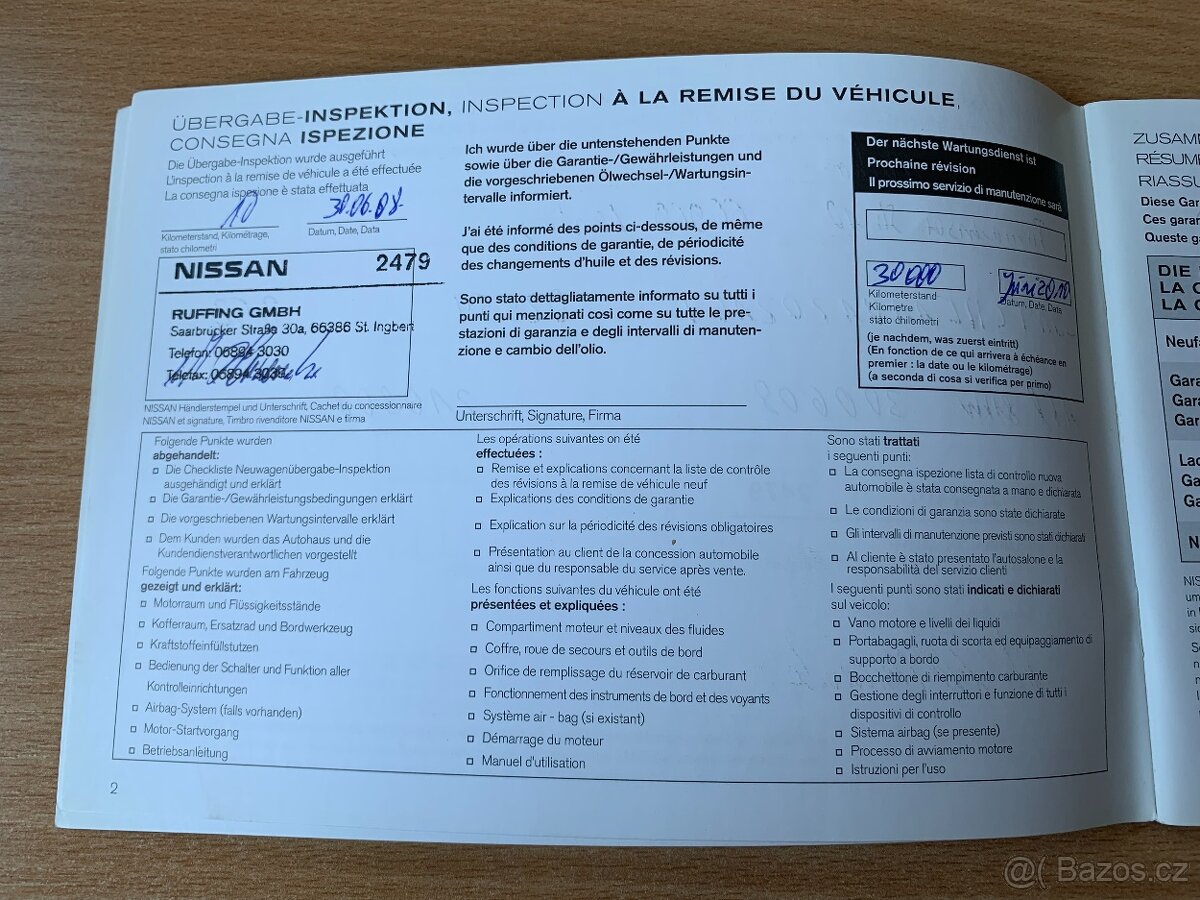 ÜBERGABE-INSPEKTION, INSPECTION À LA REMISE DU VÉHICULE,
CONSEGNA ISPEZIONE
Die Übergabe-Inspektion wurde ausgeführt
L'inspection à la remise de véhicule a été effectuée
La consegna ispezione è stata effettuata
10 30.06.08
Kilometerstand, Kilométrage,
stato chilometri
Datum, Date, Data
NISSAN 2479
RUFFING GMBH
Saarbrücker Straße 30a, 66386 St. Ingbert
Telefon: 06894 3030
Telefax: 06894
NISSAN Händlerstempel und Unterschrift, Cachet du concessionnaire
NISSAN et signature, Timbro rivenditore NISSAN e firma
Ich wurde über die untenstehenden Punkte
sowie über die Garantie-/Gewährleistungen und
die vorgeschriebenen Ölwechsel-/Wartungsin-
tervalle informiert.
J'ai été informé des points ci-dessous, de même
que des conditions de garantie, de périodicité
des changements d'huile et des révisions.
Sono stato dettagliatamente informato su tutti i
punti qui menzionati così come su tutte le pre-
stazioni di garanzia e degli intervalli di manuten-
zione e cambio dell'olio.
Unterschrift, Signature, Firma
Der nächste Wartungsdienst ist
Prochaine révision
Il prossimo servizio di manutenzione sarà
30000 Juni 2010
Kilometerstand
Kilometre
stato chilometri
Datum, Date, Data
(je nachdem, was zuerst eintritt)
(En fonction de ce qui arrivera à échéance en
premier : la date ou le kilométrage)
(a seconda di cosa si verifica per primo)
Folgende Punkte wurden
abgehandelt:
Die Checkliste Neuwagenübergabe-Inspektion
ausgehändigt und erklärt
Die Garantie-/Gewährleistungsbedingungen erklärt
Die vorgeschriebenen Wartungsintervalle erklärt
Dem Kunden wurden das Autohaus und die
Kundendienstverantwortlichen vorgestellt
Folgende Punkte wurden am Fahrzeug
gezeigt und erklärt:
Motorraum und Flüssigkeitsstände
Kofferraum, Ersatzrad und Bordwerkzeug
Kraftstoffeinfüllstutzen
Bedienung der Schalter und Funktion aller
Kontrolleinrichtungen
Airbag-System (falls vorhanden)
Motor-Startvorgang
Betriebsanleitung
Les opérations suivantes on été
effectuées :
Remise et explications concernant la liste de contrôle
des révisions à la remise de véhicule neuf
Explications des conditions de garantie
Explication sur la périodicité des révisions obligatoires
Présentation au client de la concession automobile
ainsi que du responsable du service après vente.
Les fonctions suivantes du véhicule ont été
présentées et expliquées :
Compartiment moteur et niveaux des fluides
Coffre, roue de secours et outils de bord
Orifice de remplissage du réservoir de carburant
Fonctionnement des instruments de bord et des voyants
Système air - bag (si existant)
Démarrage du moteur
Manuel d'utilisation
Sono stati trattati
i seguenti punti:
La consegna ispezione lista di controllo nuova
automobile è stata consegnata a mano e dichiarata
Le condizioni di garanzia sono state dichiarate
Gli intervalli di manutenzione previsti sono stati dichiarati
Al cliente è stato presentato l'autosalone e la
responsabilità del servizio clienti
I seguenti punti sono stati indicati e dichiarati
sul veicolo:
Vano motore e livelli dei liquidi
Portabagagli, ruota di scorta ed equipaggiamento di
supporto a bordo
Bocchettone di riempimento carburante
Gestione degli interruttori e funzione di tutti i
dispositivi di controllo
Sistema airbag (se presente)
Processo di avviamento motore
Istruzioni per l'uso
2
ZUSAM
RÉSUM
RIASSU
Diese Gar
Ces garan
Queste ga
DIE
LA
LA
Neuf
Gara
Gara
Gar
Lac
Ga
Ga
N
NIS
um
in
sic
@( Bazos.cz